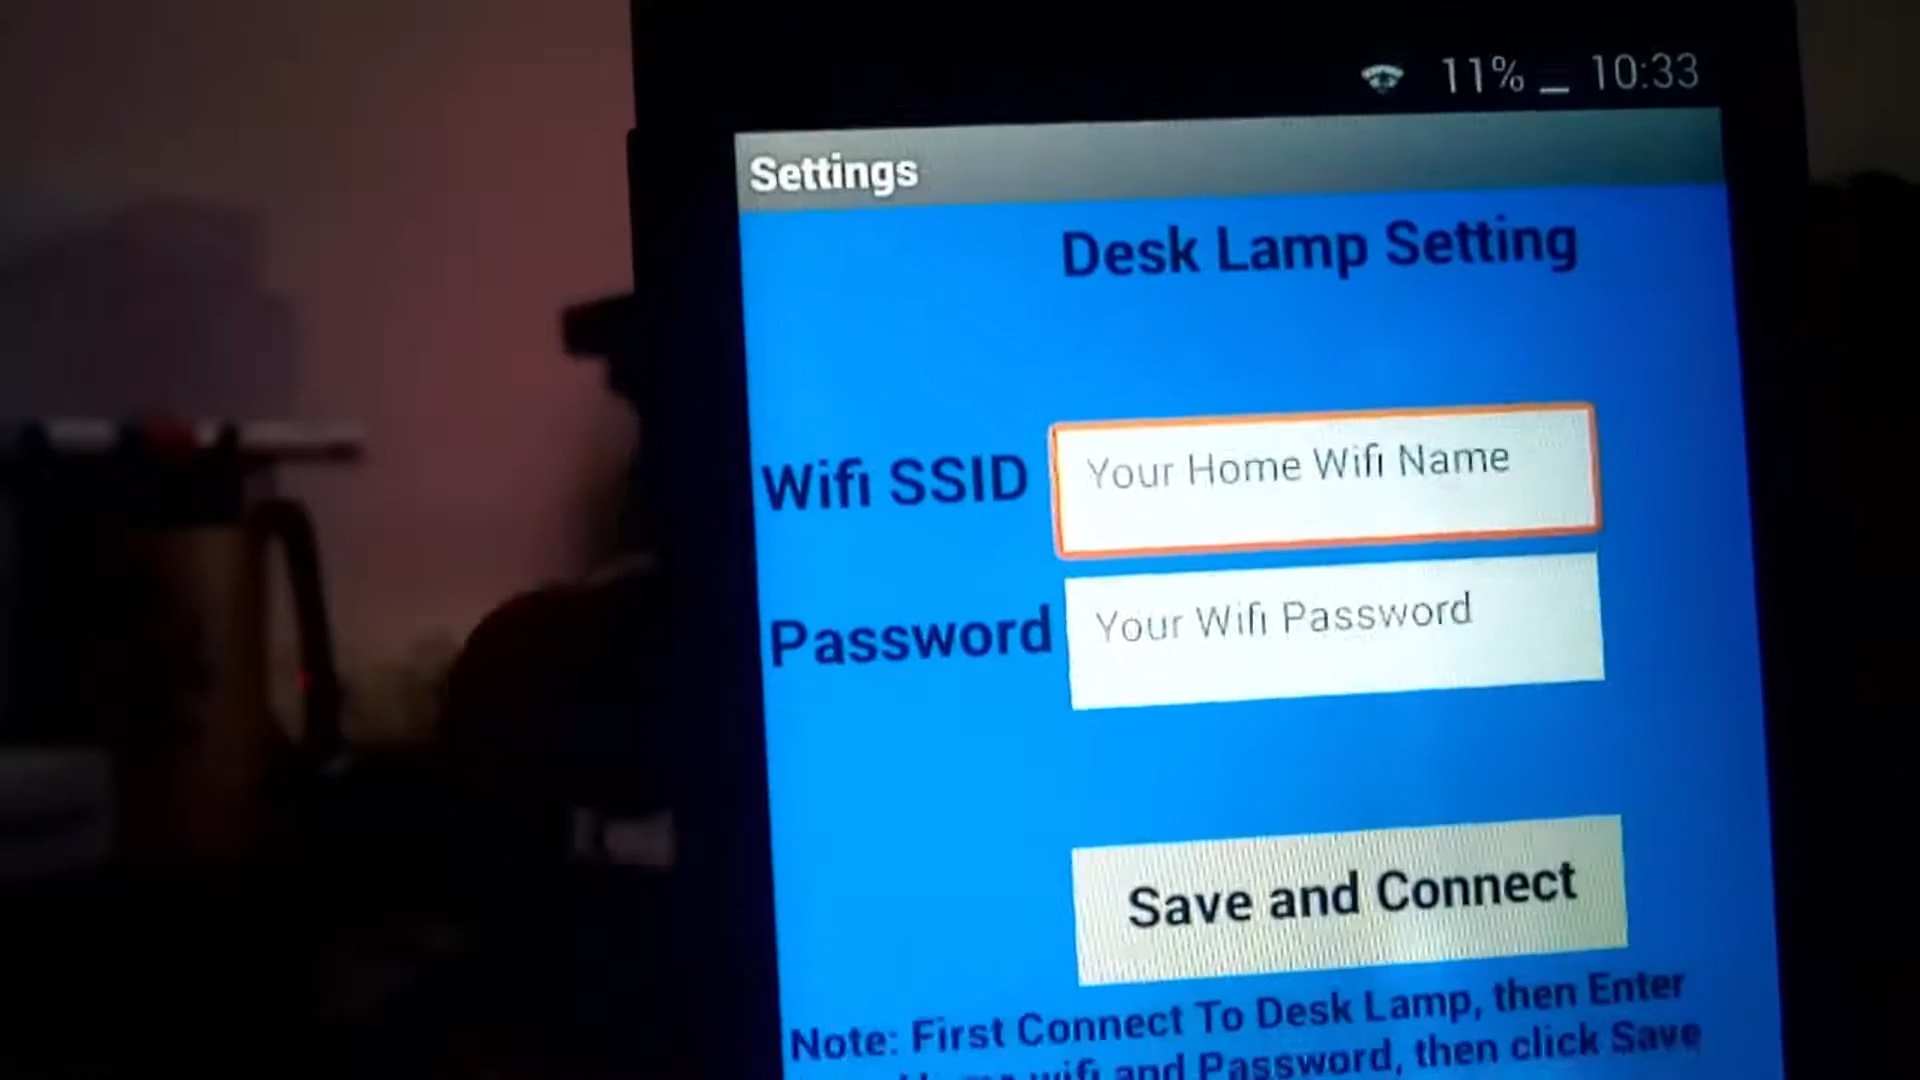 11% 10:33
Settings
Desk Lamp Setting
Wifi SSID Your Home Wifi Name
Password Your Wifi Password
Save and Connect
Note: First Connect To Desk Lamp, then Enter
wifi and Password, then click Save